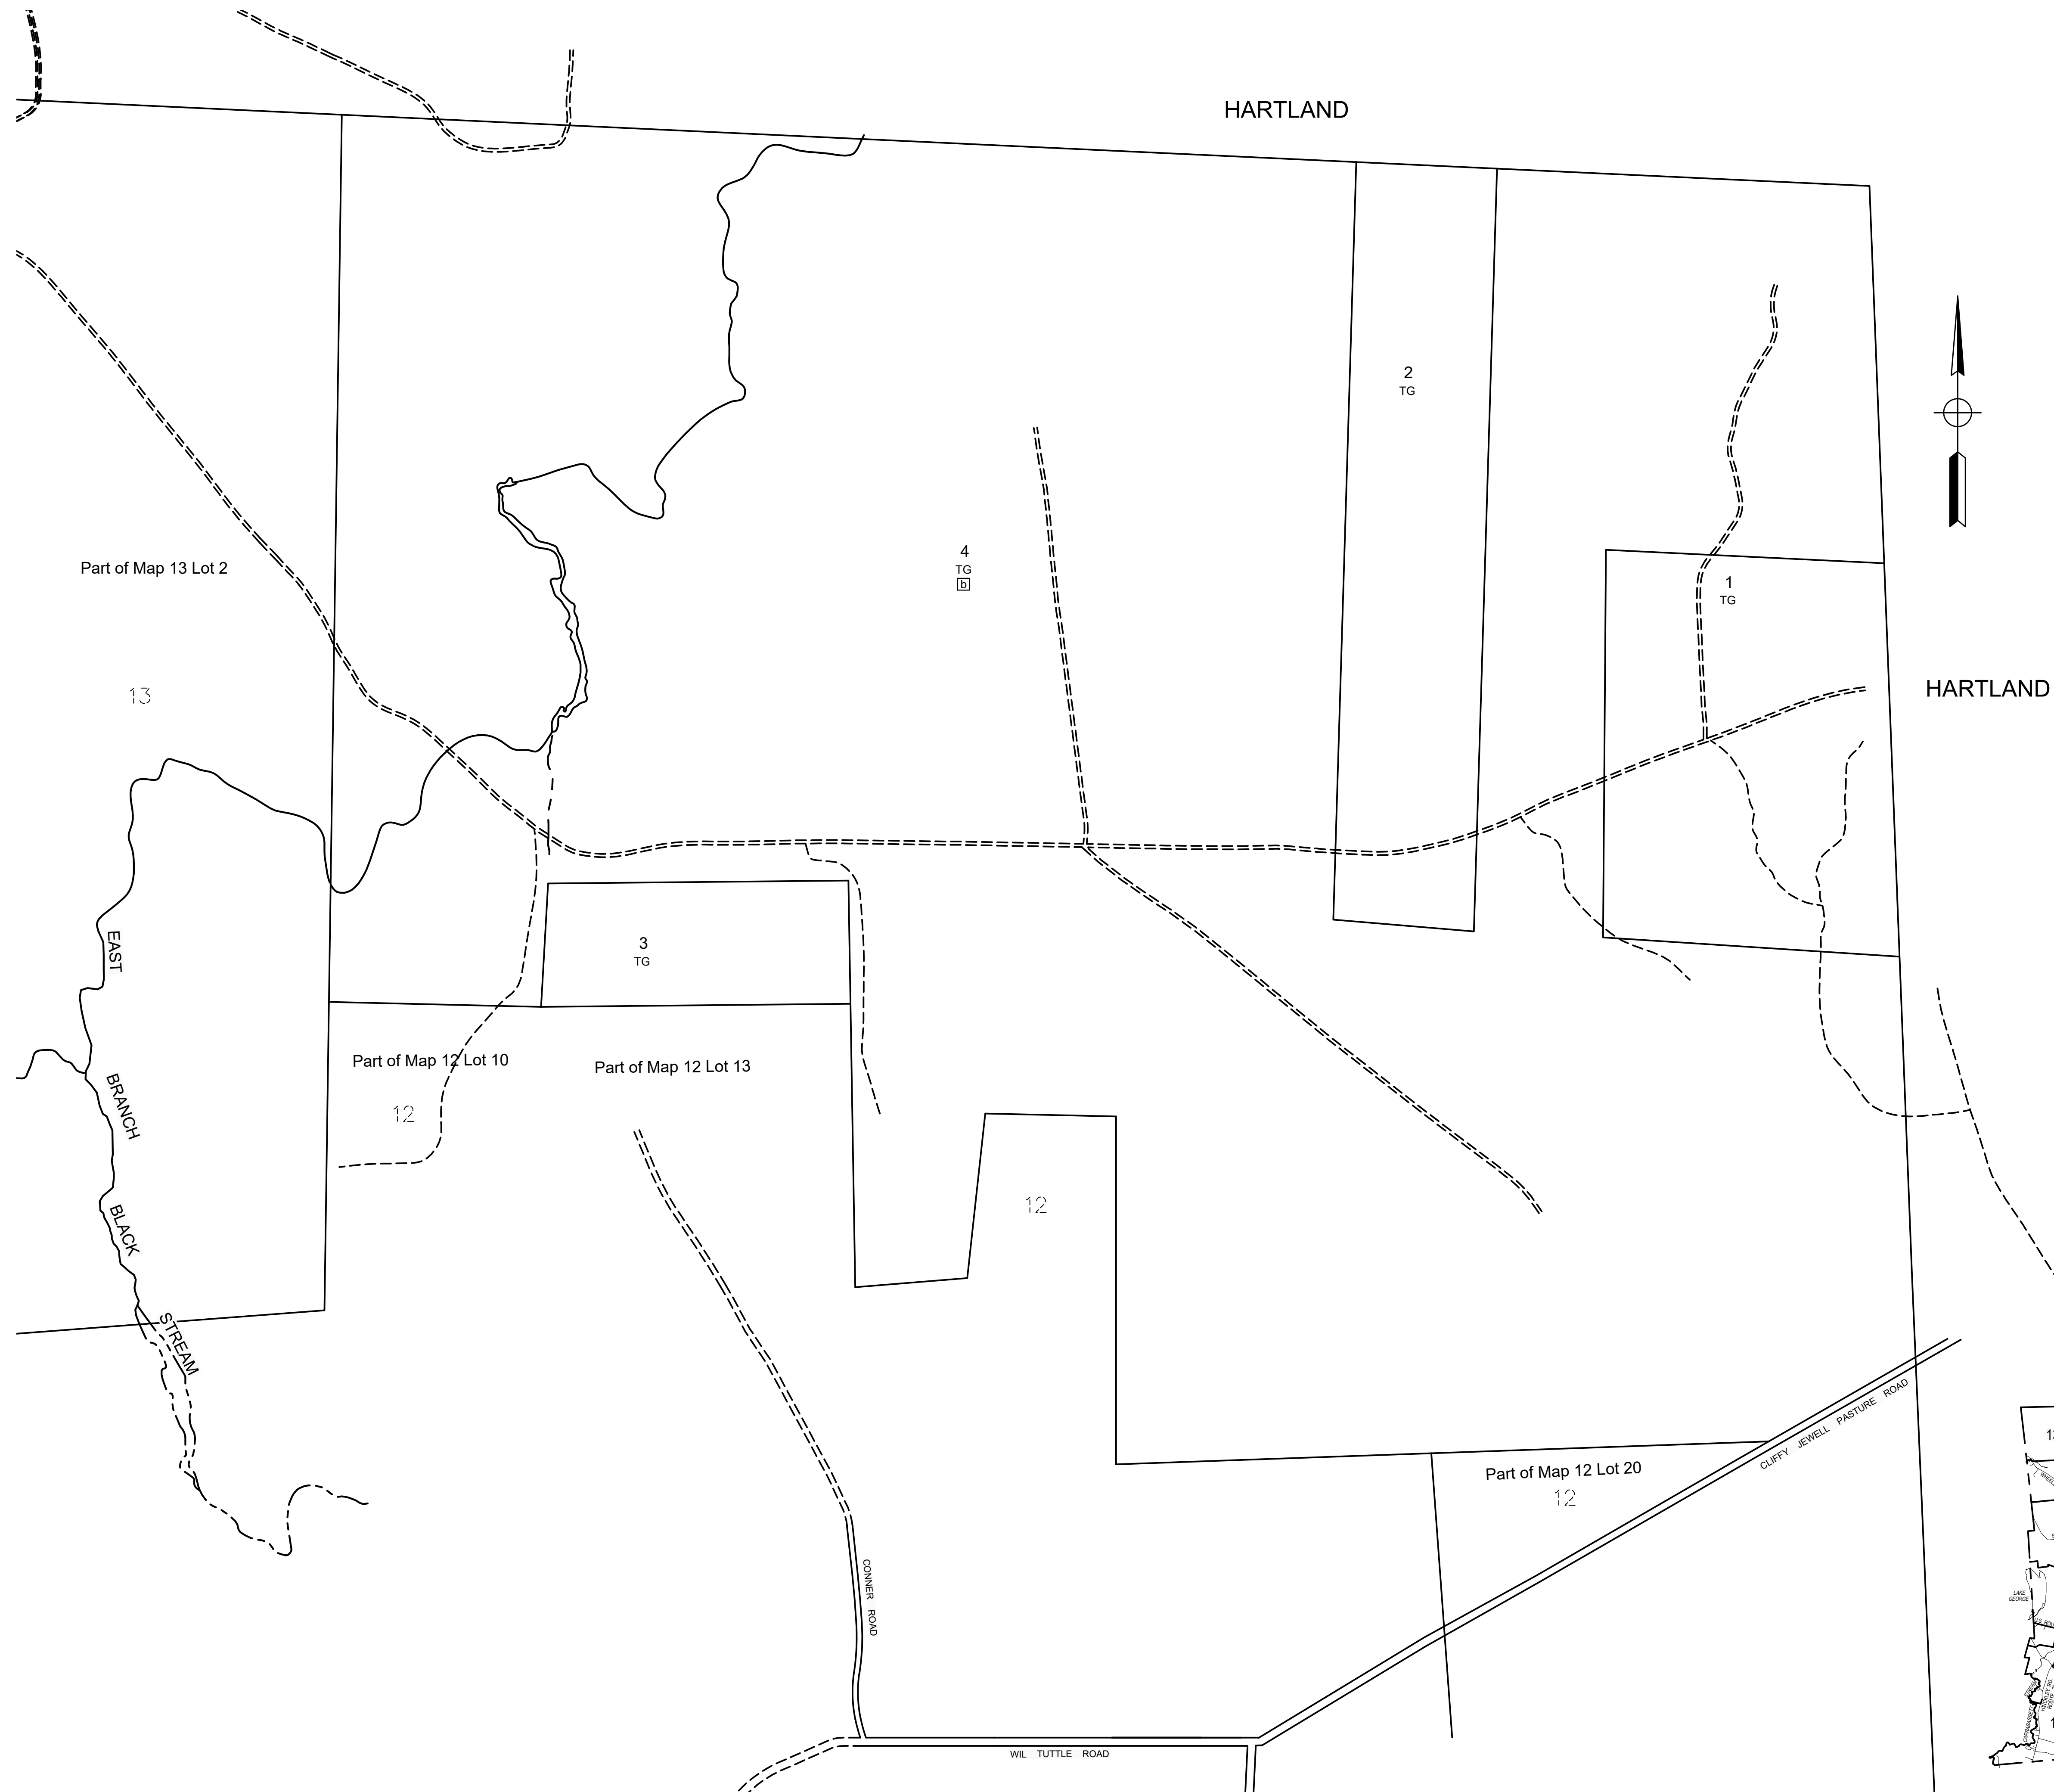 HARTLAND
2
TG
4
TG
b
Part of Map 13 Lot 2
1
TG
HARTLAND
13
EAST
3
TG
Part of Map 12 Lot 10
Part of Map 12 Lot 13
BRANCH
12
12
BLACK
STREAM
CLIFFY JEWELL PASTURE ROAD
Part of Map 12 Lot 20
12
CONNER ROAD
LAKE
GEORGE
WIL TUTTLE ROAD